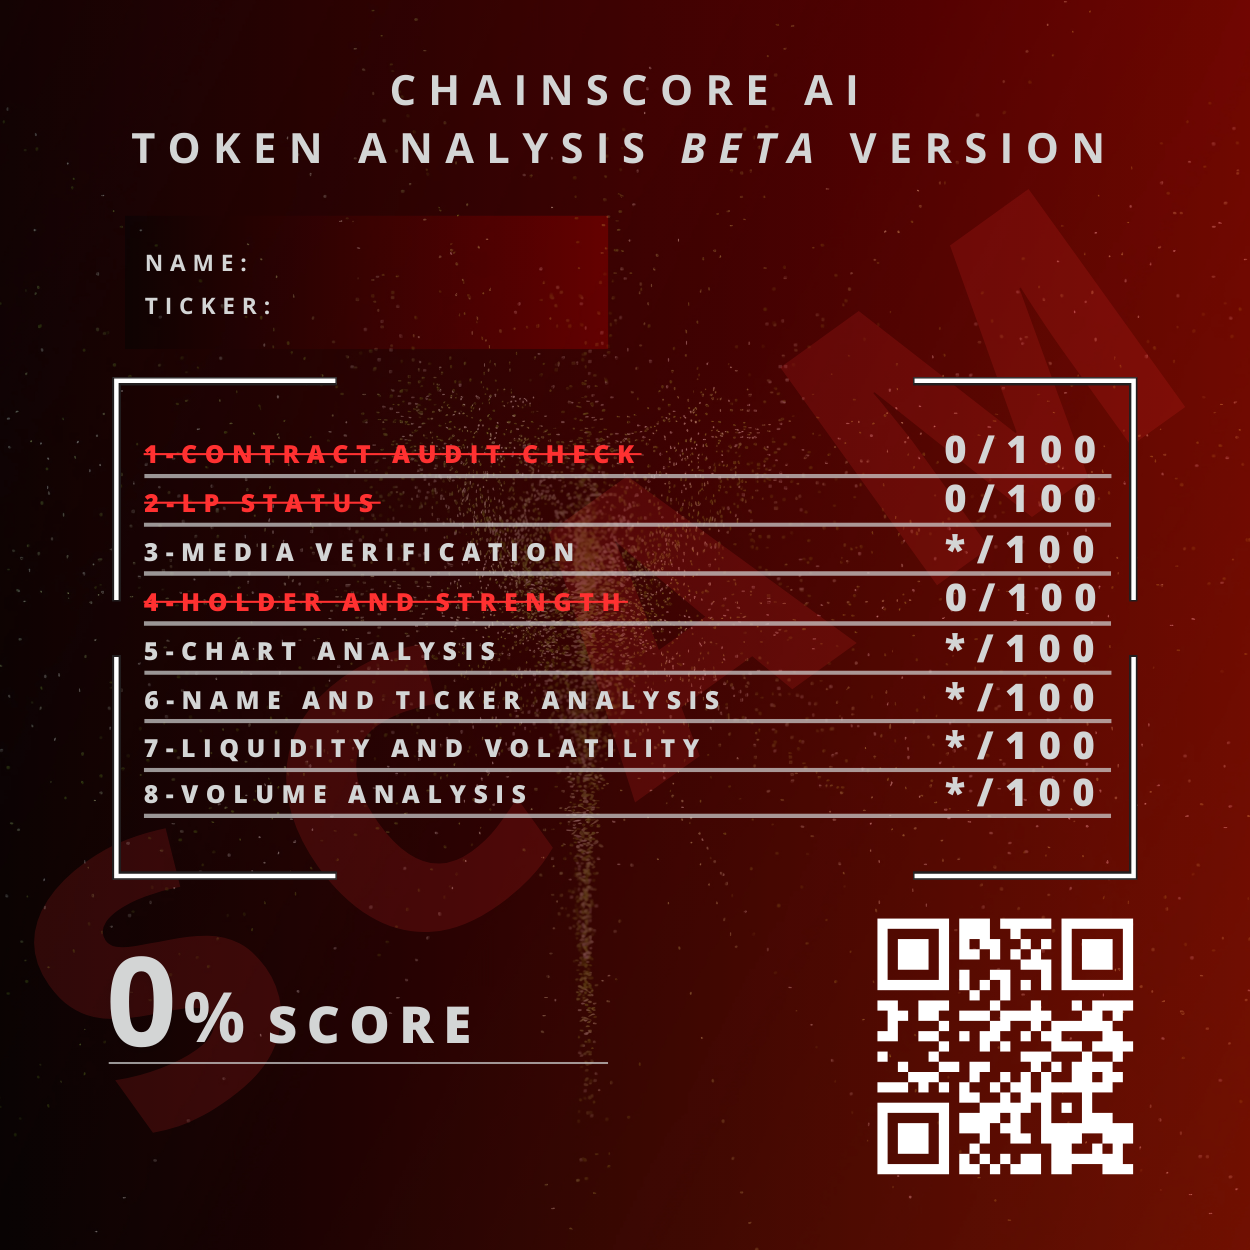 CHAINSCORE AI
TOKEN ANALYSIS BETA VERSION
NAME:
TICKER:
1-CONTRACT AUDIT CHECK 0/100
2-LP STATUS 0/100
3-MEDIA VERIFICATION */100
4-HOLDER AND STRENGTH 0/100
5-CHART ANALYSIS */100
6-NAME AND TICKER ANALYSIS */100
7-LIQUIDITY AND VOLATILITY */100
8-VOLUME ANALYSIS */100
SCAM
0% SCORE